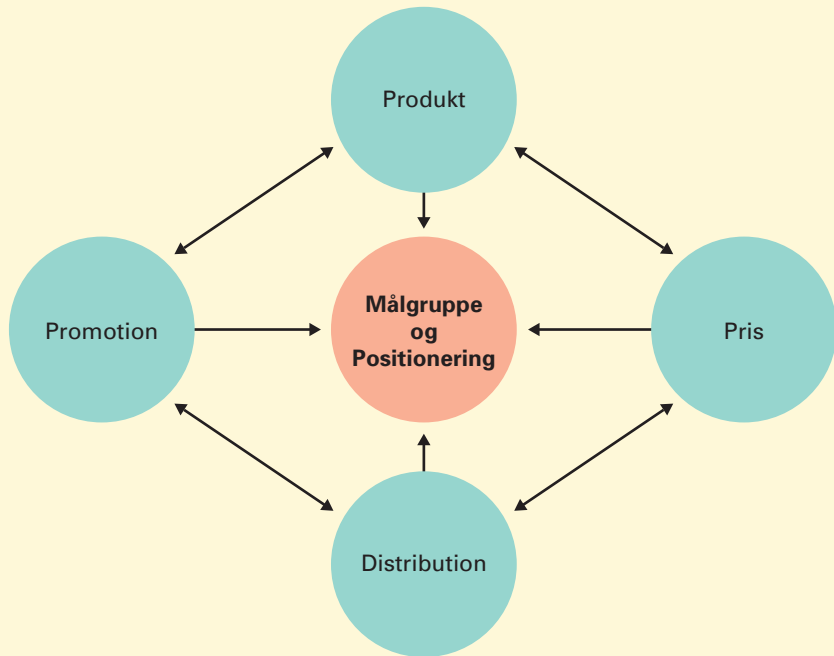 Produkt
Promotion
Målgruppe
og
Positionering
Pris
Distribution